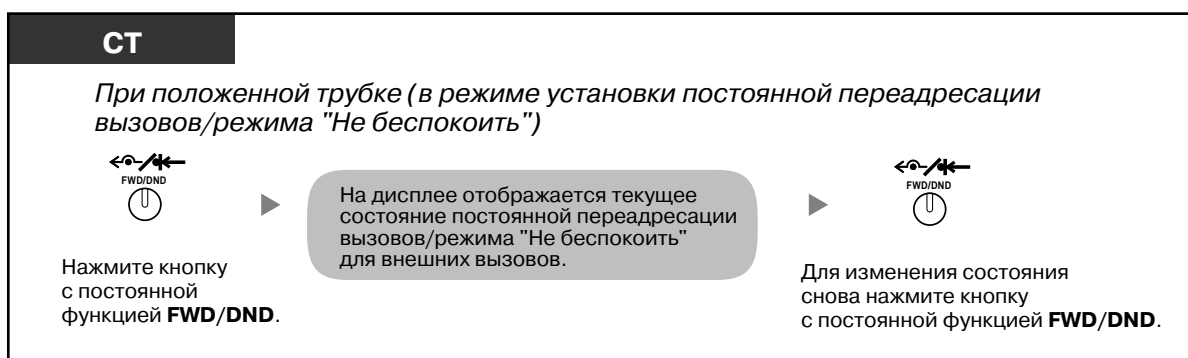 СТ
При положенной трубке (в режиме установки постоянной переадресации
вызовов/режима "Не беспокоить")
FWD/DND
Нажмите кнопку
с постоянной
функцией FWD/DND.
На дисплее отображается текущее
состояние постоянной переадресации
вызовов/режима "Не беспокоить"
для внешних вызовов.
FWD/DND
Для изменения состояния
снова нажмите кнопку
с постоянной функцией FWD/DND.